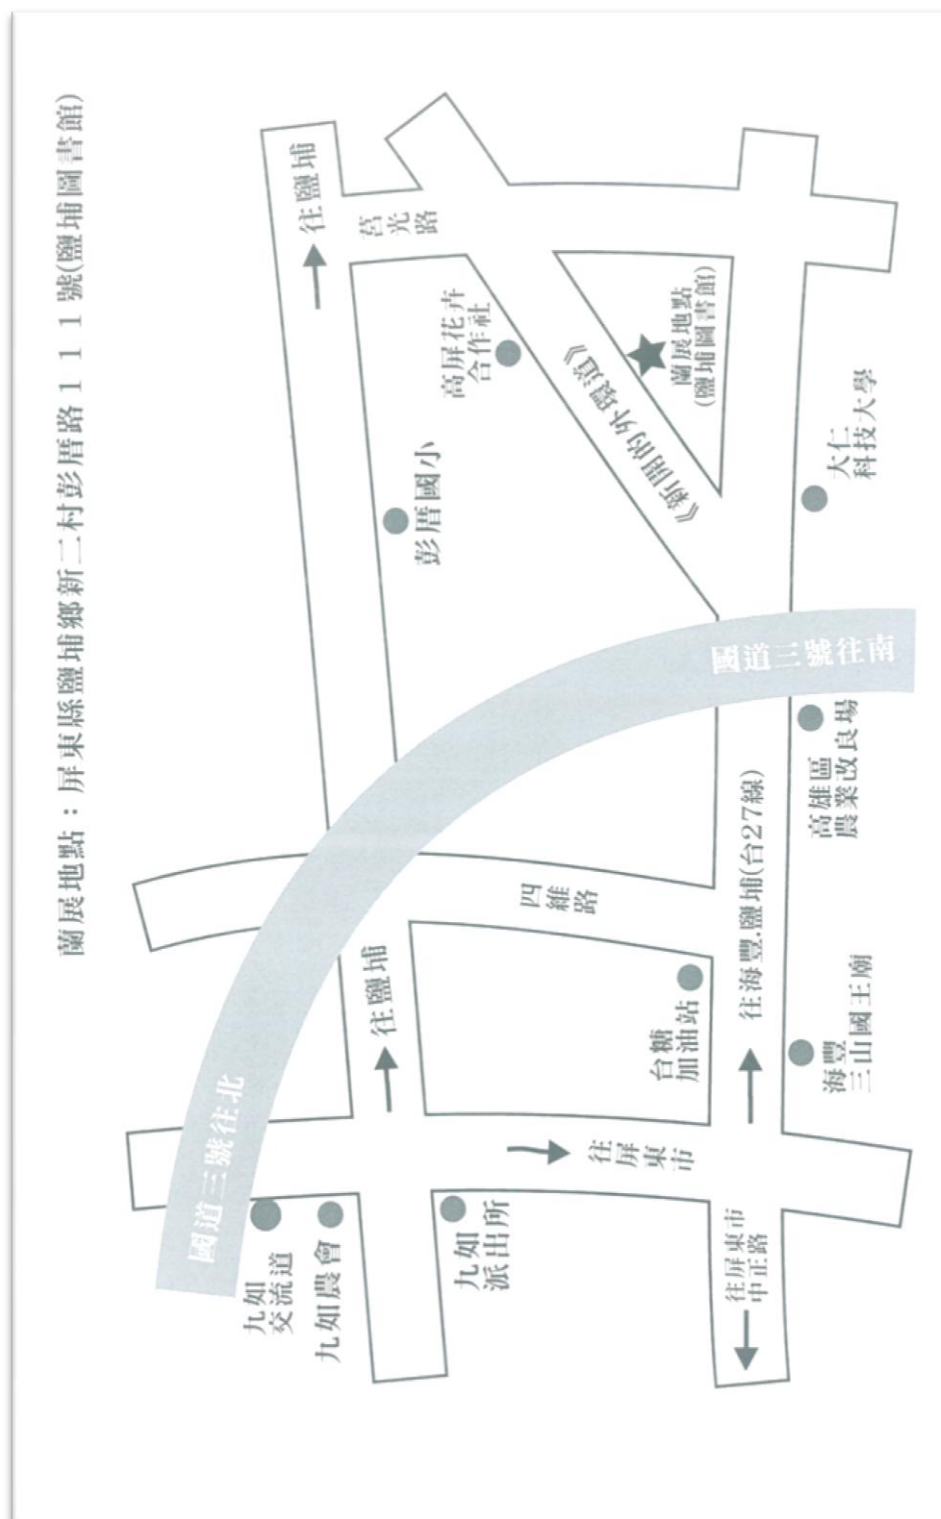 蘭展地點：屏東縣鹽埔鄉新二村彭厝路１１１號(鹽埔圖書館)
國道三號往北
九如
交流道
九如農會
往鹽埔
往鹽埔
莒光路
彭厝國小
高屏花卉
合作社
四維路
九如
派出所
往屏東市
《新開的外環道》
蘭展地點
(鹽埔圖書館)
台糖
加油站
國道三號往南
往海豐.鹽埔(台27線)
往屏東市
中正路
海豐
三山國王廟
高雄區
農業改良場
大仁
科技大學